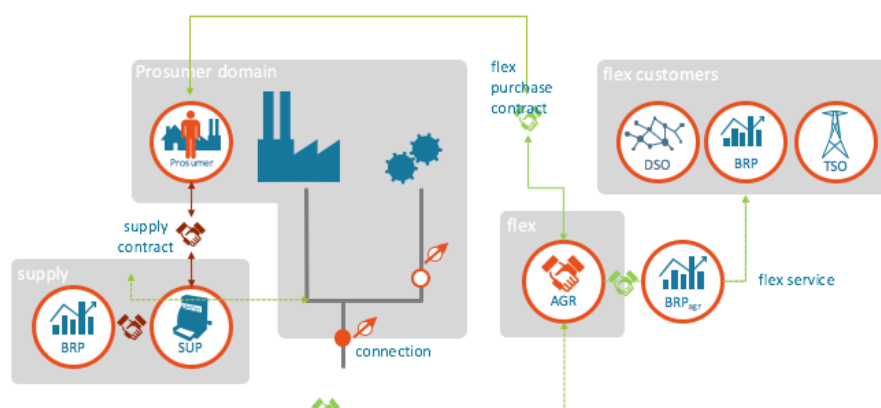 Prosumer domain
flex
purchase
contract
flex customers
Prosumer
DSO
BRP
TSO
supply
contract
flex
supply
AGR
BRPagr
flex service
BRP
SUP
connection